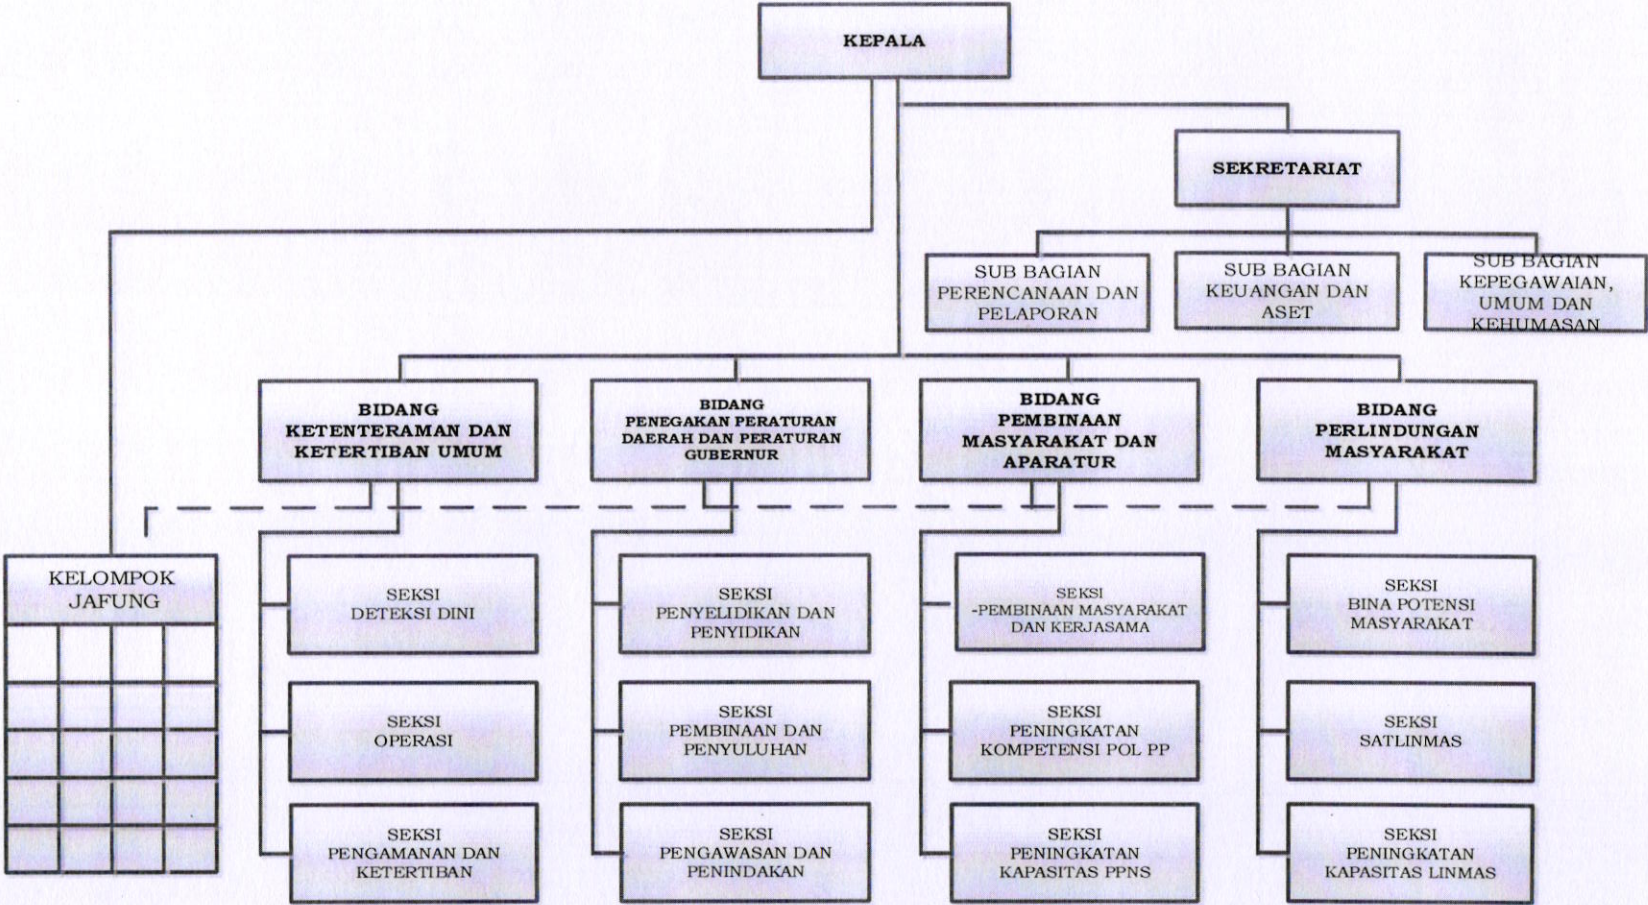 KEPALA
SEKRETARIAT
SUB BAGIAN
PERENCANAAN DAN
PELAPORAN
SUB BAGIAN
KEUANGAN DAN
ASET
SUB BAGIAN
KEPEGAWAIAN,
UMUM DAN
KEHUMASAN
BIDANG
KETENTERAMAN DAN
KETERTIBAN UMUM
BIDANG
PENEGAKAN PERATURAN
DAERAH DAN PERATURAN
GUBERNUR
BIDANG
PEMBINAAN
MASYARAKAT DAN
APARATUR
BIDANG
PERLINDUNGAN
MASYARAKAT
KELOMPOK
JAFUNG
SEKSI
DETEKSI DINI
SEKSI
PENYELIDIKAN DAN
PENYIDIKAN
SEKSI
-PEMBINAAN MASYARAKAT
DAN KERJASAMA
SEKSI
BINA POTENSI
MASYARAKAT
SEKSI
OPERASI
SEKSI
PEMBINAAN DAN
PENYULUHAN
SEKSI
PENINGKATAN
KOMPETENSI POL PP
SEKSI
SATLINMAS
SEKSI
PENGAMANAN DAN
KETERTIBAN
SEKSI
PENGAWASAN DAN
PENINDAKAN
SEKSI
PENINGKATAN
KAPASITAS PPNS
SEKSI
PENINGKATAN
KAPASITAS LINMAS